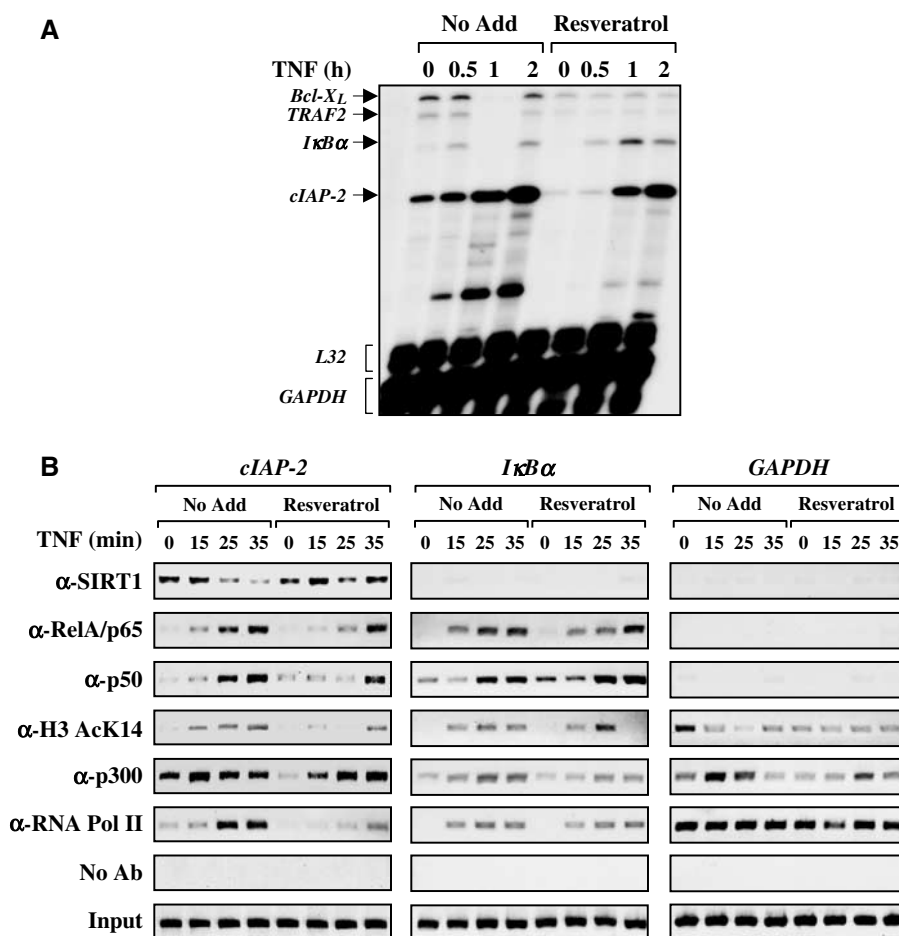 A
No Add Resveratrol
TNF (h) 0 0.5 1 2 0 0.5 1 2
Bcl-XL
TRAF2
IκBα
cIAP-2
L32
GAPDH
B
cIAP-2 IκBα GAPDH
No Add Resveratrol No Add Resveratrol No Add Resveratrol
TNF (min) 0 15 25 35 0 15 25 35 0 15 25 35 0 15 25 35 0 15 25 35 0 15 25 35
α-SIRT1
α-RelA/p65
α-p50
α-H3 AcK14
α-p300
α-RNA Pol II
No Ab
Input